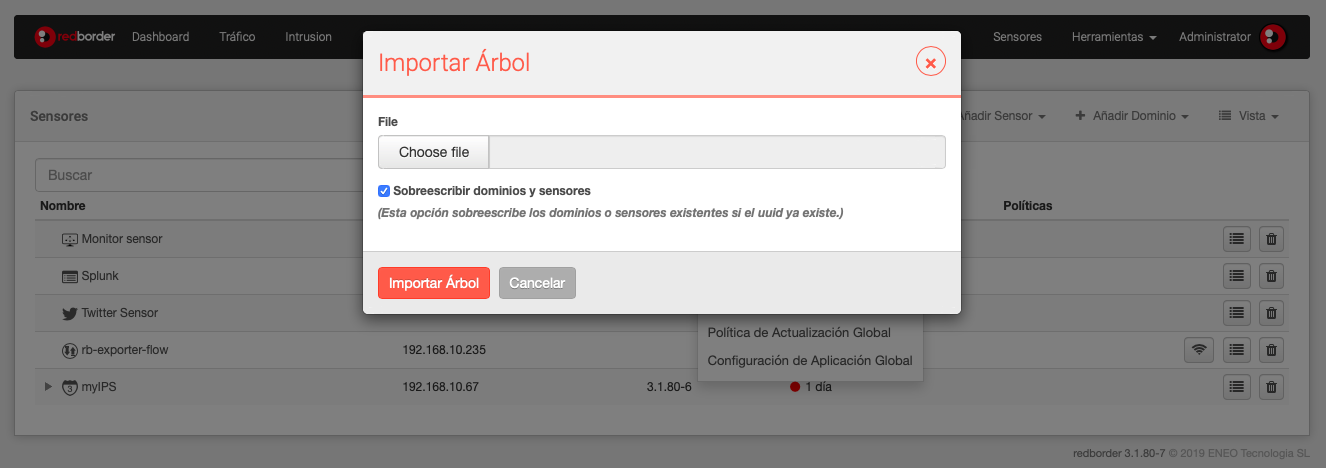 redborder Dashboard Tráfico Intrusion Sensores Herramientas Administrator
Importar Árbol
Sensores
Añadir Sensor + Añadir Dominio Vista
File
Choose file
Buscar
Sobreescribir dominios y sensores
(Esta opción sobreescribe los dominios o sensores existentes si el uuid ya existe.)
Nombre Políticas
Monitor sensor
Splunk
Importar Árbol Cancelar
Twitter Sensor
Política de Actualización Global
rb-exporter-flow 192.168.10.235
Configuración de Aplicación Global
3 myIPS 192.168.10.67 3.1.80-6 1 día
redborder 3.1.80-7 © 2019 ENEO Tecnología SL